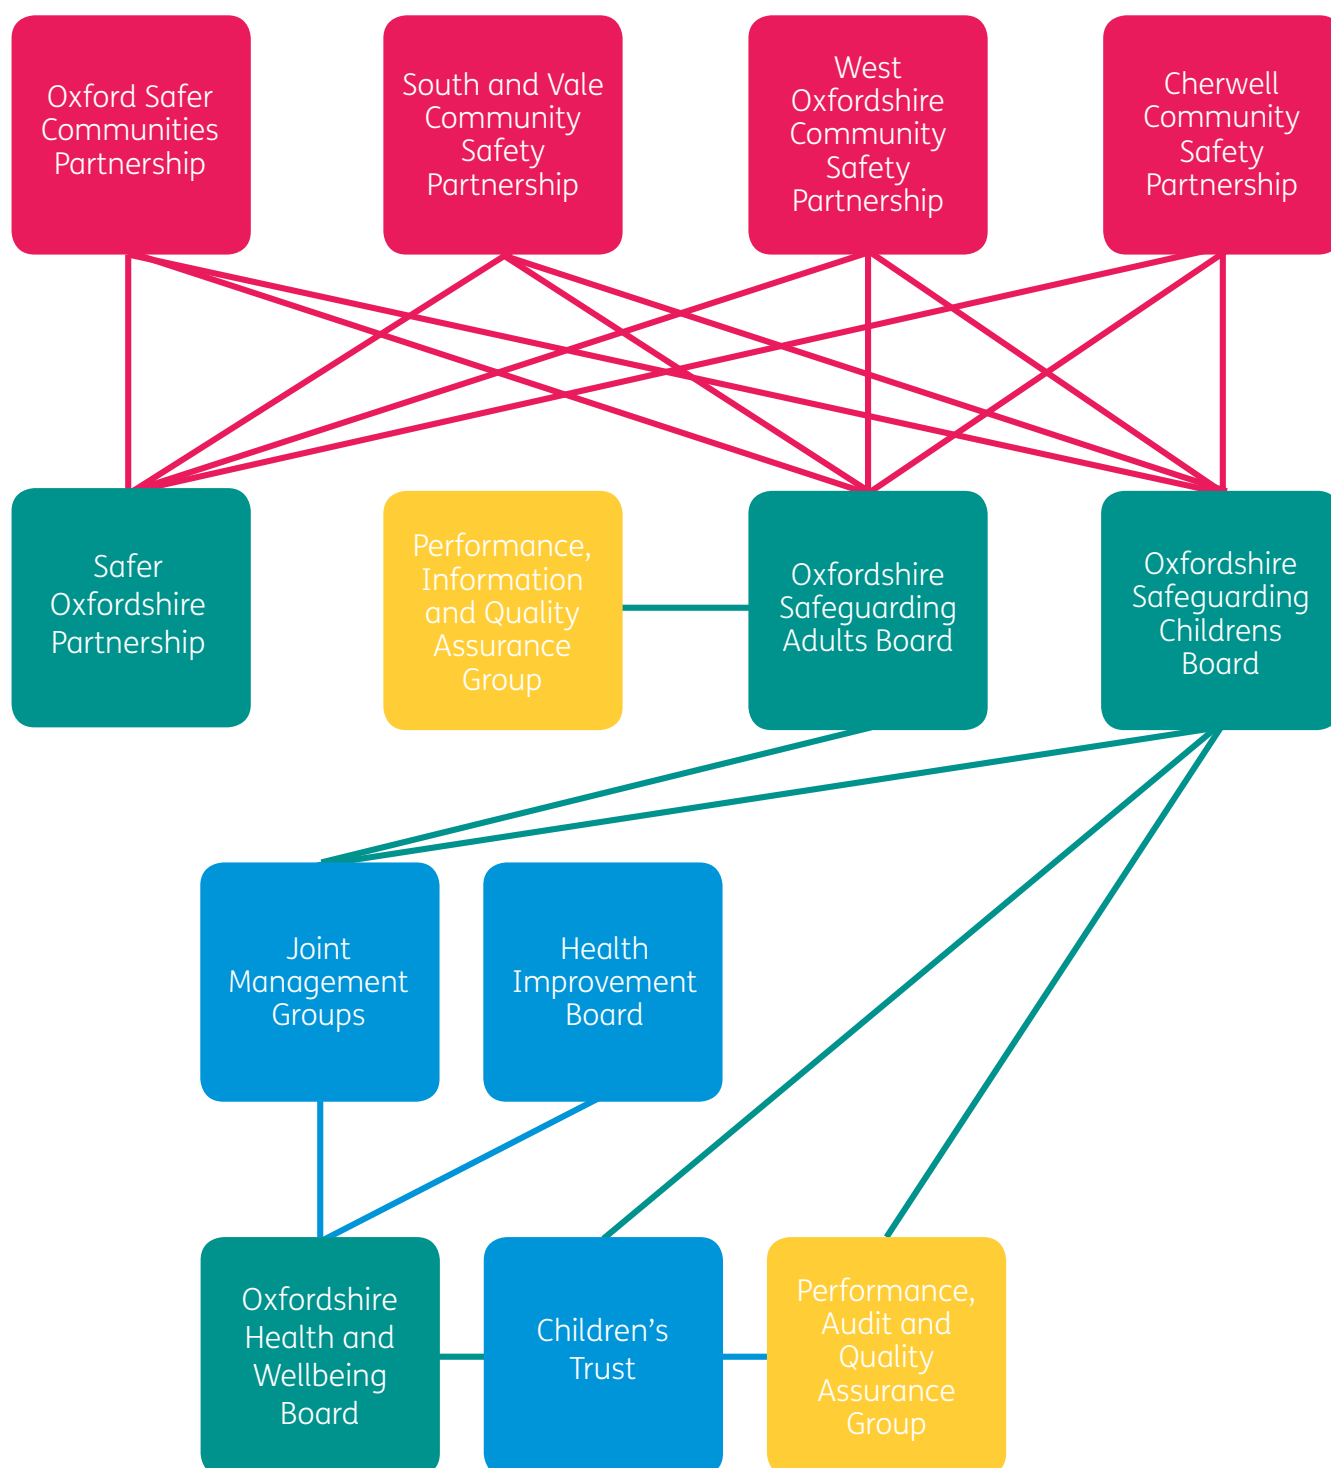 Oxford Safer
Communities
Partnership
South and Vale
Community
Safety
Partnership
West
Oxfordshire
Community
Safety
Partnership
Cherwell
Community
Safety
Partnership
Safer
Oxfordshire
Partnership
Performance,
Information
and Quality
Assurance
Group
Oxfordshire
Safeguarding
Adults Board
Oxfordshire
Safeguarding
Childrens
Board
Joint
Management
Groups
Health
Improvement
Board
Oxfordshire
Health and
Wellbeing
Board
Children’s
Trust
Performance,
Audit and
Quality
Assurance
Group